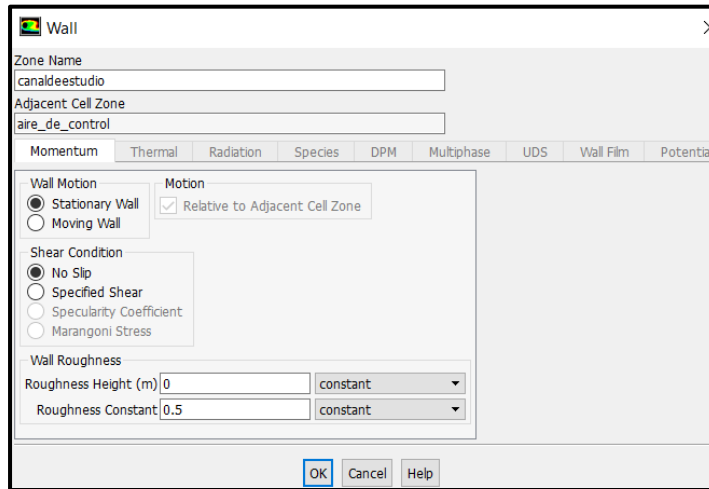 Wall
Zone Name
canaldeestudio
Adjacent Cell Zone
aire_de_control
Momentum Thermal Radiation Species DPM Multiphase UDS Wall Film Potentia
Wall Motion Motion
Stationary Wall Relative to Adjacent Cell Zone
Moving Wall
Shear Condition
No Slip
Specified Shear
Specularity Coefficient
Marangoni Stress
Wall Roughness
Roughness Height (m) 0 constant
Roughness Constant 0.5 constant
OK Cancel Help